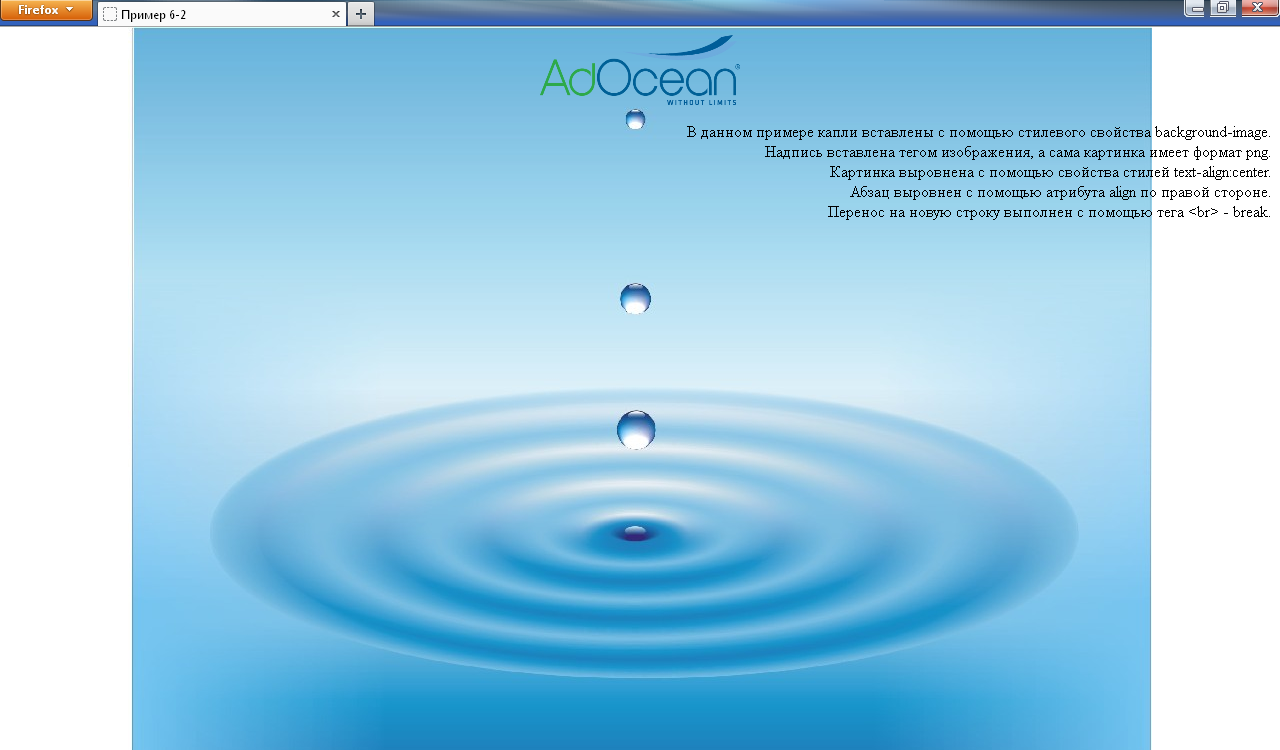 Firefox
Пример 6-2
AdOcean®
WITHOUT LIMITS
В данном примере капли вставлены с помощью стилевого свойства background-image.
Надпись вставлена тегом изображения, а сама картинка имеет формат png.
Картинка выровнена с помощью свойства стилей text-align:center.
Абзац выровнен с помощью атрибута align по правой стороне.
Перенос на новую строку выполнен с помощью тега <br> - break.